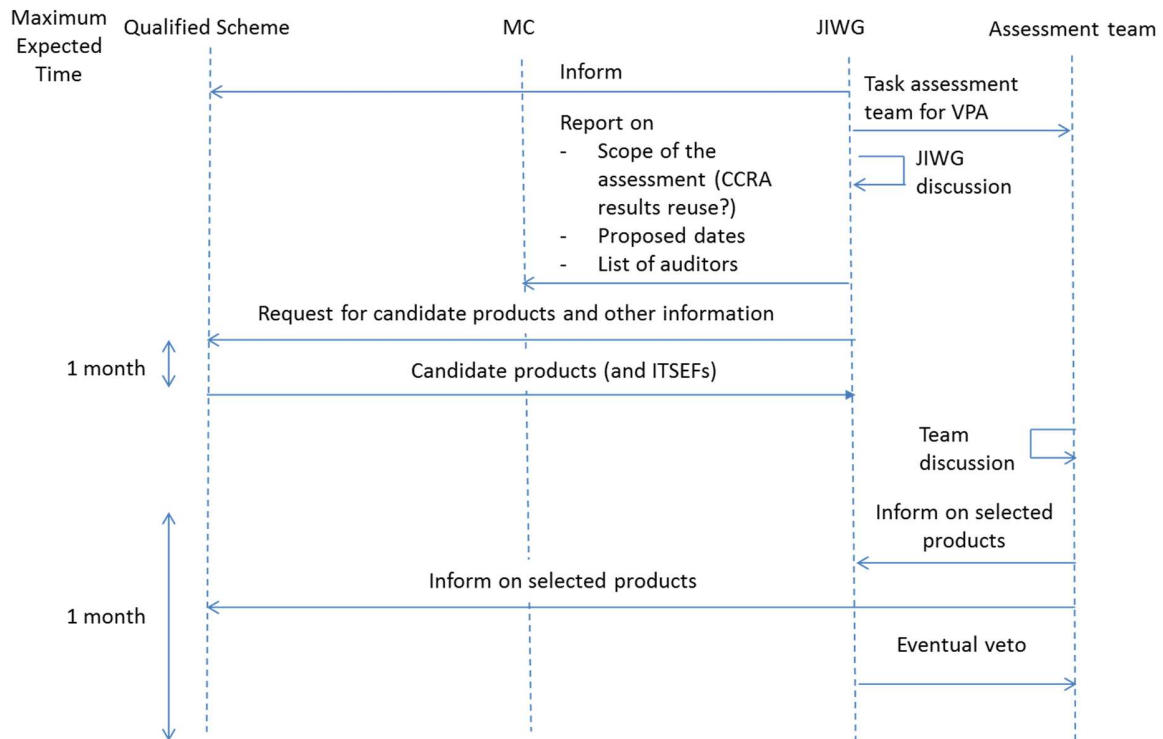 Maximum
Expected
Time
Qualified Scheme
MC
JIWG
Assessment team
Inform
Task assessment
team for VPA
Report on
- Scope of the
assessment (CCRA
results reuse?)
- Proposed dates
- List of auditors
JIWG
discussion
Request for candidate products and other information
1 month
Candidate products (and ITSEFs)
Team
discussion
Inform on selected
products
Inform on selected products
1 month
Eventual veto